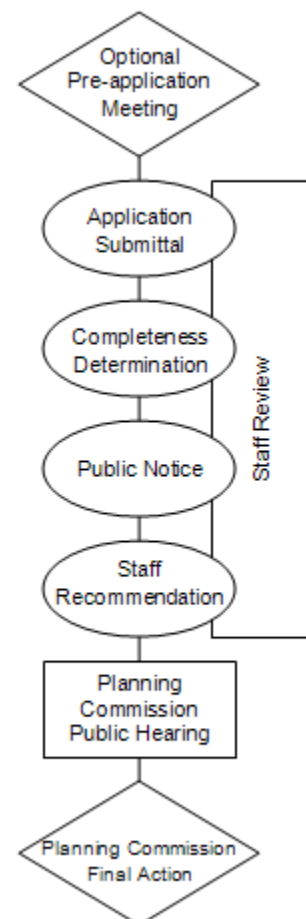 Optional
Pre-application
Meeting
Application
Submittal
Completeness
Determination
Public Notice
Staff
Recommendation
Staff Review
Planning
Commission
Public Hearing
Planning Commission
Final Action